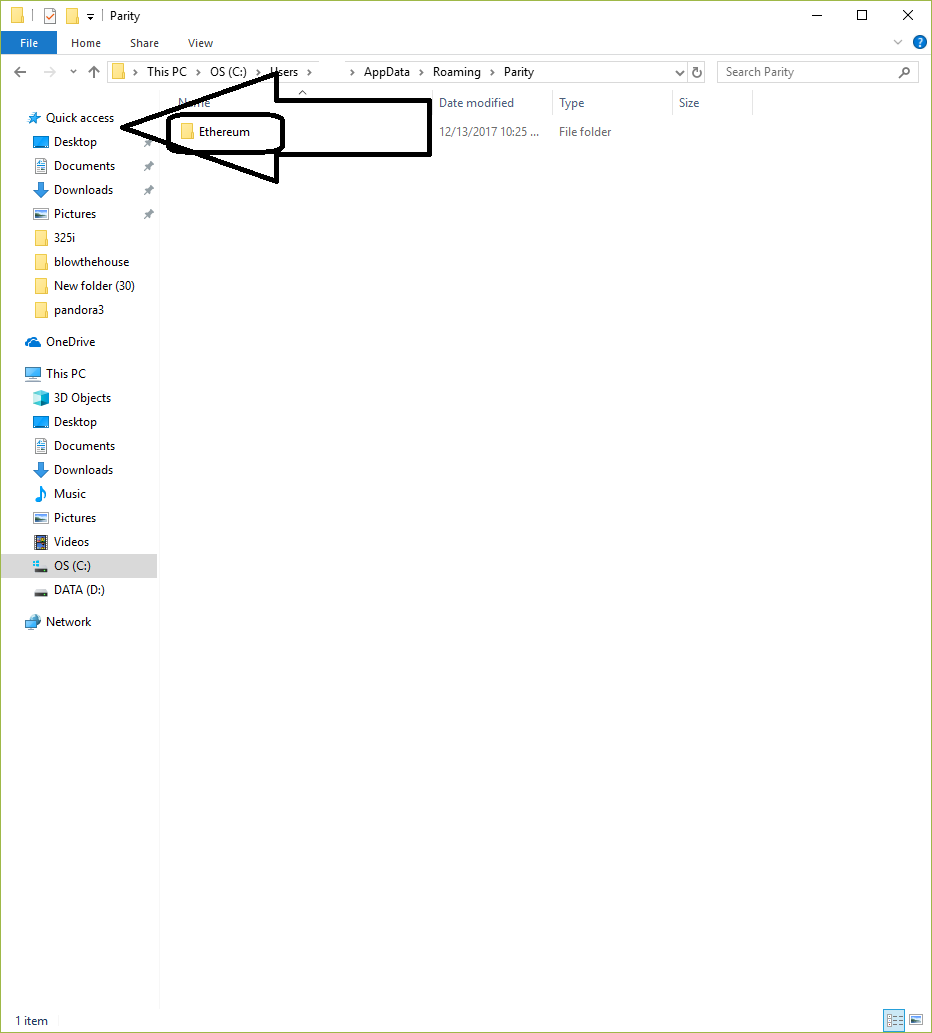 Parity
File Home Share View
This PC OS (C:) Users AppData Roaming Parity
Search Parity
Name Date modified Type Size
Ethereum 12/13/2017 10:25 ... File folder
Quick access
Desktop
Documents
Downloads
Pictures
325i
blowthehouse
New folder (30)
pandora3
OneDrive
This PC
3D Objects
Desktop
Documents
Downloads
Music
Pictures
Videos
OS (C:)
DATA (D:)
Network
1 item